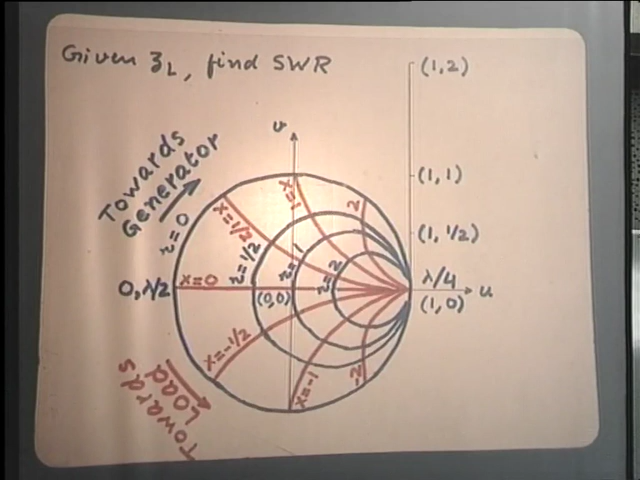 Given z_L, find SWR
(1,2)
v
Towards
Generator
(1,1)
r=0
x=1/2
x=1
2
(1,1/2)
r=1/2
r=1
r=2
0,λ/2
x=0
(0,0)
λ/4
u
(1,0)
x=-1/2
x=-1
-2
Towards
LOAD